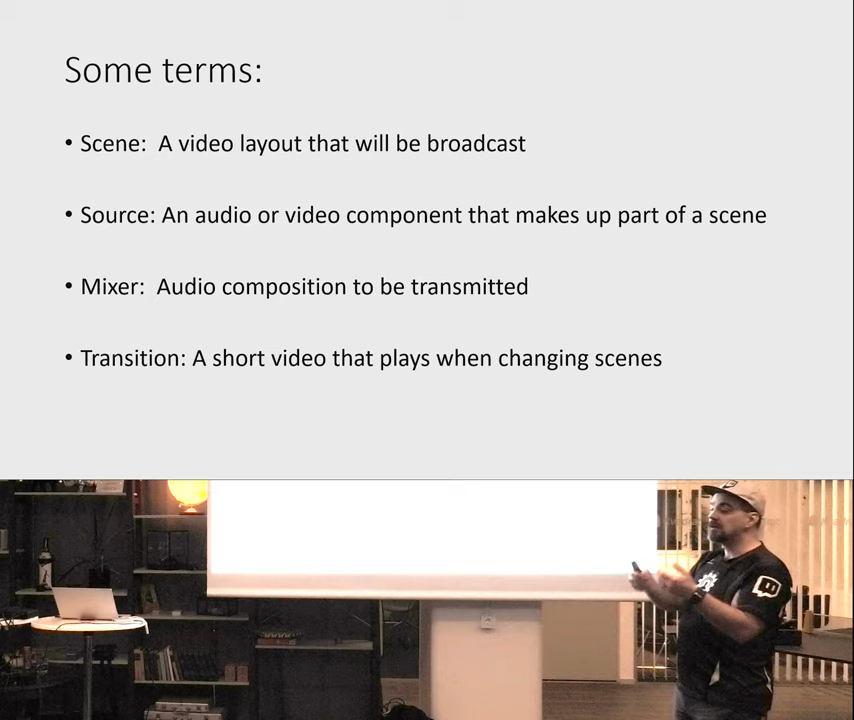 Some terms:
• Scene:  A video layout that will be broadcast
• Source: An audio or video component that makes up part of a scene
• Mixer:  Audio composition to be transmitted
• Transition: A short video that plays when changing scenes